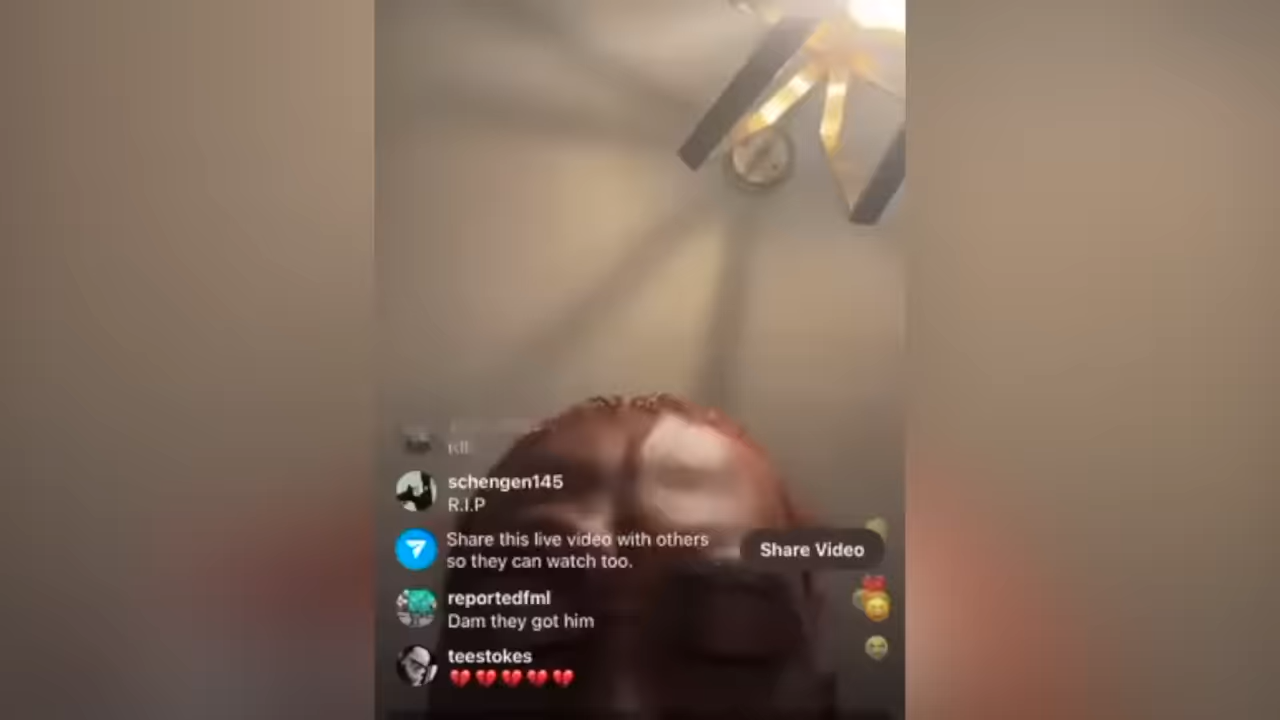 schengen145
R.I.P
Share this live video with others
so they can watch too.
Share Video
reportedfml
Dam they got him
teestokes
💔💔💔💔💔